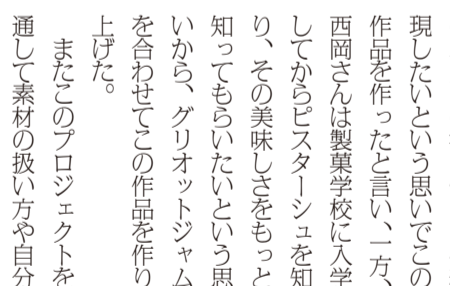 現したいという思いでこの
作品を作ったと言い、一方、
西岡さんは製菓学校に入学
してからピスターシュを知
り、その美味しさをもっと
知ってもらいたいという思
いから、グリオットジャム
を合わせてこの作品を作り
上げた。
またこのプロジェクトを
通して素材の扱い方や自分